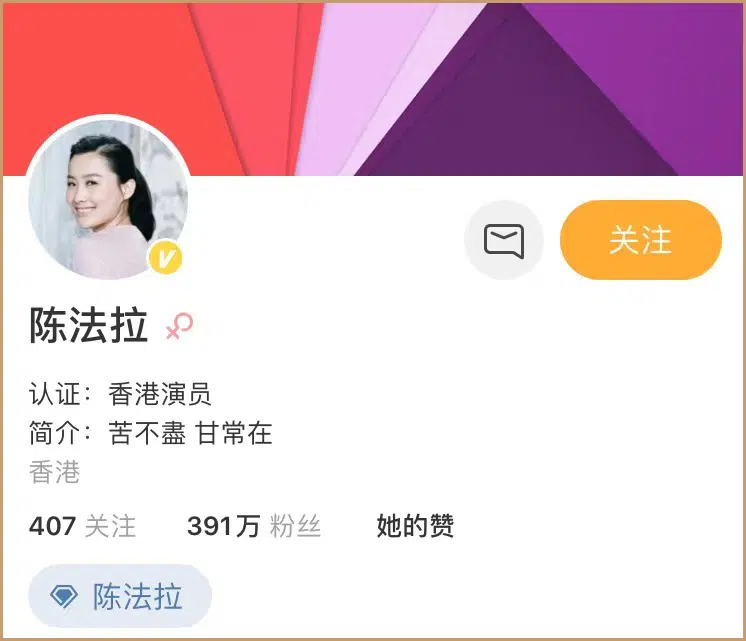 关注
陈法拉
认证：香港演员
简介：苦不盡 甘常在
香港
407 关注 391万 粉丝 她的赞
陈法拉